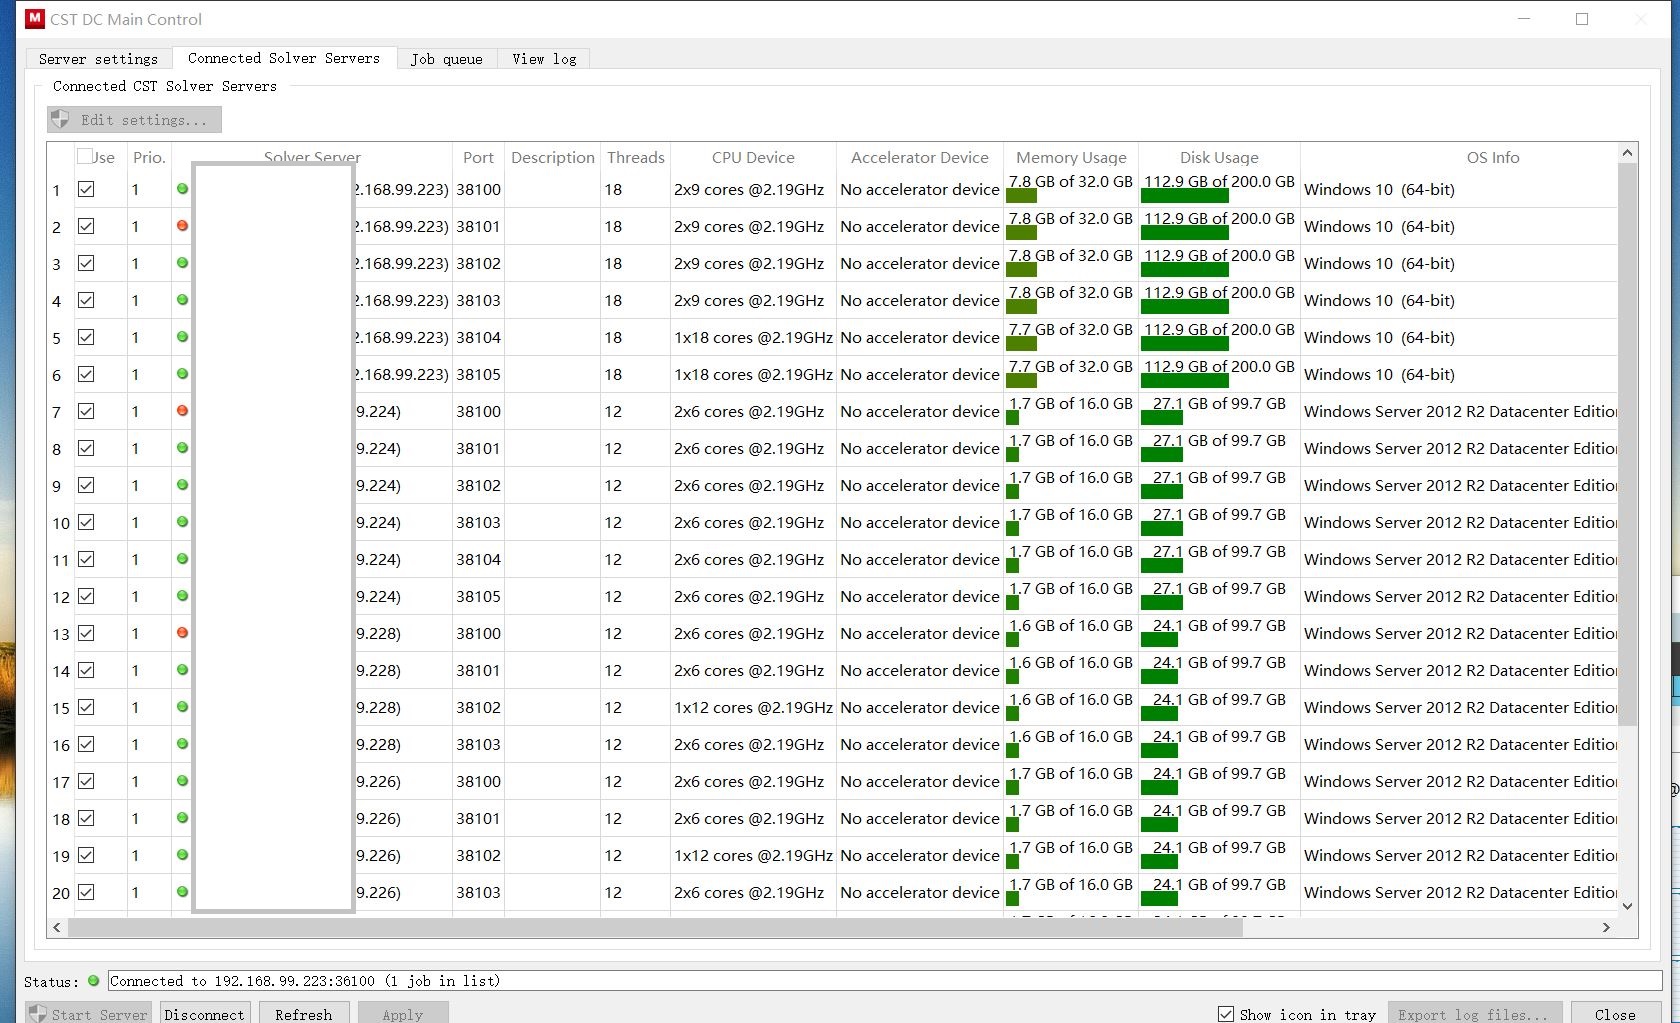 M CST DC Main Control
Server settings Connected Solver Servers Job queue View log
Connected CST Solver Servers
Edit settings...
Use Prio. Solver Server Port Description Threads CPU Device Accelerator Device Memory Usage Disk Usage OS Info
1 1 2.168.99.223) 38100 18 2x9 cores @2.19GHz No accelerator device 7.8 GB of 32.0 GB 112.9 GB of 200.0 GB Windows 10 (64-bit)
2 1 2.168.99.223) 38101 18 2x9 cores @2.19GHz No accelerator device 7.8 GB of 32.0 GB 112.9 GB of 200.0 GB Windows 10 (64-bit)
3 1 2.168.99.223) 38102 18 2x9 cores @2.19GHz No accelerator device 7.8 GB of 32.0 GB 112.9 GB of 200.0 GB Windows 10 (64-bit)
4 1 2.168.99.223) 38103 18 2x9 cores @2.19GHz No accelerator device 7.8 GB of 32.0 GB 112.9 GB of 200.0 GB Windows 10 (64-bit)
5 1 2.168.99.223) 38104 18 1x18 cores @2.19GHz No accelerator device 7.7 GB of 32.0 GB 112.9 GB of 200.0 GB Windows 10 (64-bit)
6 1 2.168.99.223) 38105 18 1x18 cores @2.19GHz No accelerator device 7.7 GB of 32.0 GB 112.9 GB of 200.0 GB Windows 10 (64-bit)
7 1 9.224) 38100 12 2x6 cores @2.19GHz No accelerator device 1.7 GB of 16.0 GB 27.1 GB of 99.7 GB Windows Server 2012 R2 Datacenter Edition
8 1 9.224) 38101 12 2x6 cores @2.19GHz No accelerator device 1.7 GB of 16.0 GB 27.1 GB of 99.7 GB Windows Server 2012 R2 Datacenter Edition
9 1 9.224) 38102 12 2x6 cores @2.19GHz No accelerator device 1.7 GB of 16.0 GB 27.1 GB of 99.7 GB Windows Server 2012 R2 Datacenter Edition
10 1 9.224) 38103 12 2x6 cores @2.19GHz No accelerator device 1.7 GB of 16.0 GB 27.1 GB of 99.7 GB Windows Server 2012 R2 Datacenter Edition
11 1 9.224) 38104 12 2x6 cores @2.19GHz No accelerator device 1.7 GB of 16.0 GB 27.1 GB of 99.7 GB Windows Server 2012 R2 Datacenter Edition
12 1 9.224) 38105 12 2x6 cores @2.19GHz No accelerator device 1.7 GB of 16.0 GB 27.1 GB of 99.7 GB Windows Server 2012 R2 Datacenter Edition
13 1 9.228) 38100 12 2x6 cores @2.19GHz No accelerator device 1.6 GB of 16.0 GB 24.1 GB of 99.7 GB Windows Server 2012 R2 Datacenter Edition
14 1 9.228) 38101 12 2x6 cores @2.19GHz No accelerator device 1.6 GB of 16.0 GB 24.1 GB of 99.7 GB Windows Server 2012 R2 Datacenter Edition
15 1 9.228) 38102 12 1x12 cores @2.19GHz No accelerator device 1.6 GB of 16.0 GB 24.1 GB of 99.7 GB Windows Server 2012 R2 Datacenter Edition
16 1 9.228) 38103 12 2x6 cores @2.19GHz No accelerator device 1.6 GB of 16.0 GB 24.1 GB of 99.7 GB Windows Server 2012 R2 Datacenter Edition
17 1 9.226) 38100 12 2x6 cores @2.19GHz No accelerator device 1.7 GB of 16.0 GB 24.1 GB of 99.7 GB Windows Server 2012 R2 Datacenter Edition
18 1 9.226) 38101 12 2x6 cores @2.19GHz No accelerator device 1.7 GB of 16.0 GB 24.1 GB of 99.7 GB Windows Server 2012 R2 Datacenter Edition
19 1 9.226) 38102 12 1x12 cores @2.19GHz No accelerator device 1.7 GB of 16.0 GB 24.1 GB of 99.7 GB Windows Server 2012 R2 Datacenter Edition
20 1 9.226) 38103 12 2x6 cores @2.19GHz No accelerator device 1.7 GB of 16.0 GB 24.1 GB of 99.7 GB Windows Server 2012 R2 Datacenter Edition
Status: Connected to 192.168.99.223:36100 (1 job in list)
Start Server Disconnect Refresh Apply Show icon in tray Export log files... Close